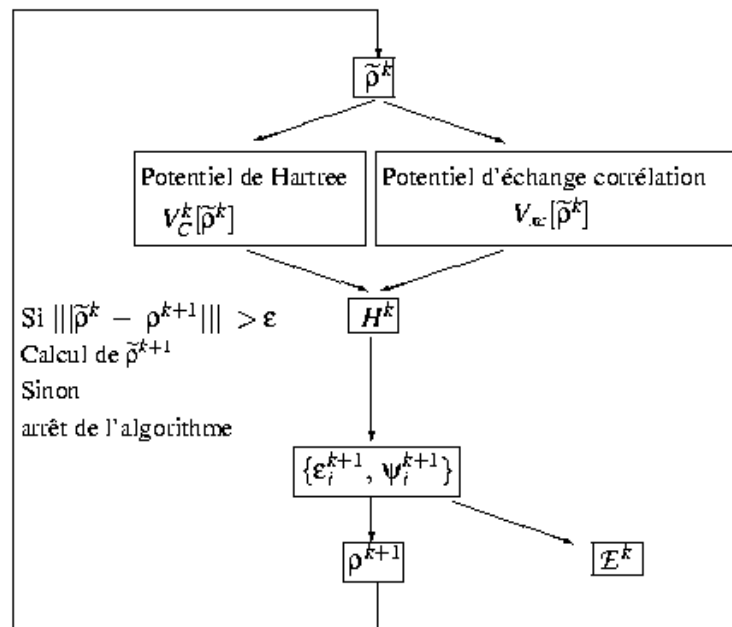 ρ̃^k
Potentiel de Hartree
V_C^k[ρ̃^k]
Potentiel d'échange corrélation
V_xc[ρ̃^k]
Si |||ρ̃^k − ρ^{k+1}||| > ε
Calcul de ρ̃^{k+1}
Sinon
arrêt de l'algorithme
H^k
{ε_i^{k+1}, ψ_i^{k+1}}
ρ^{k+1}
ℰ^k